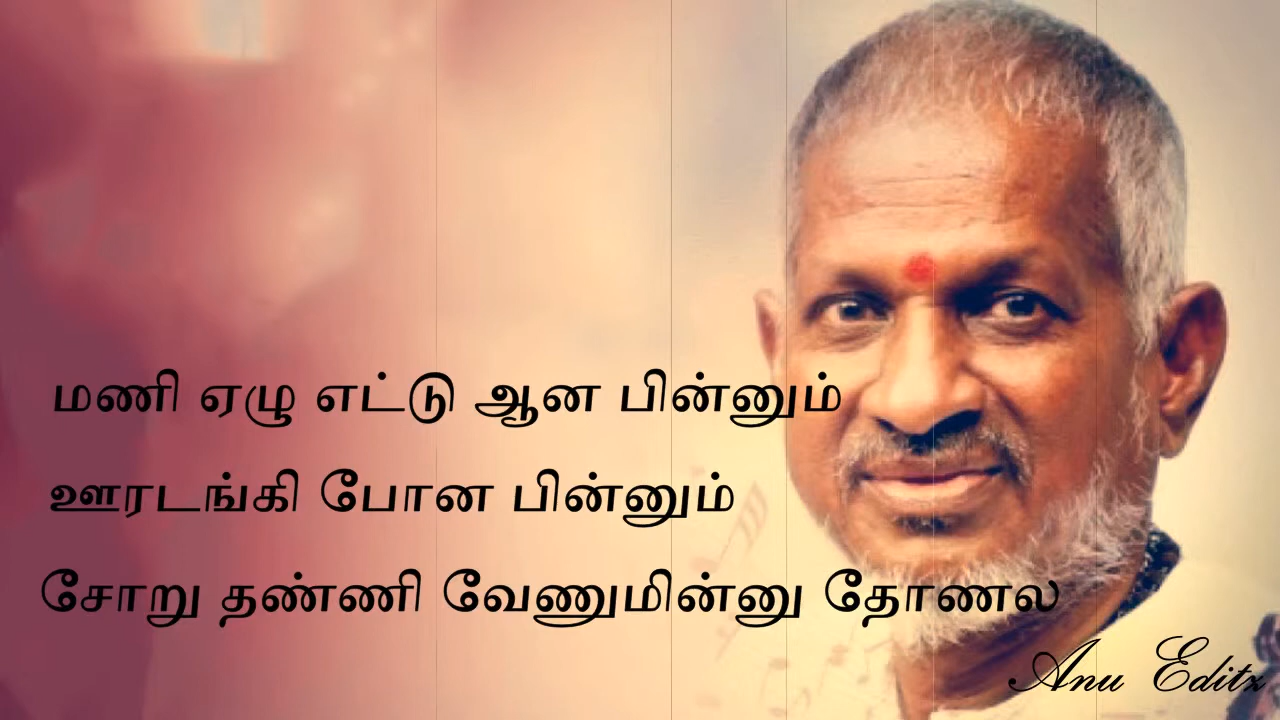 மணி ஏழு எட்டு ஆன பின்னும்
ஊரடங்கி போன பின்னும்
சோறு தண்ணி வேணுமின்னு தோணல
Anu Editz